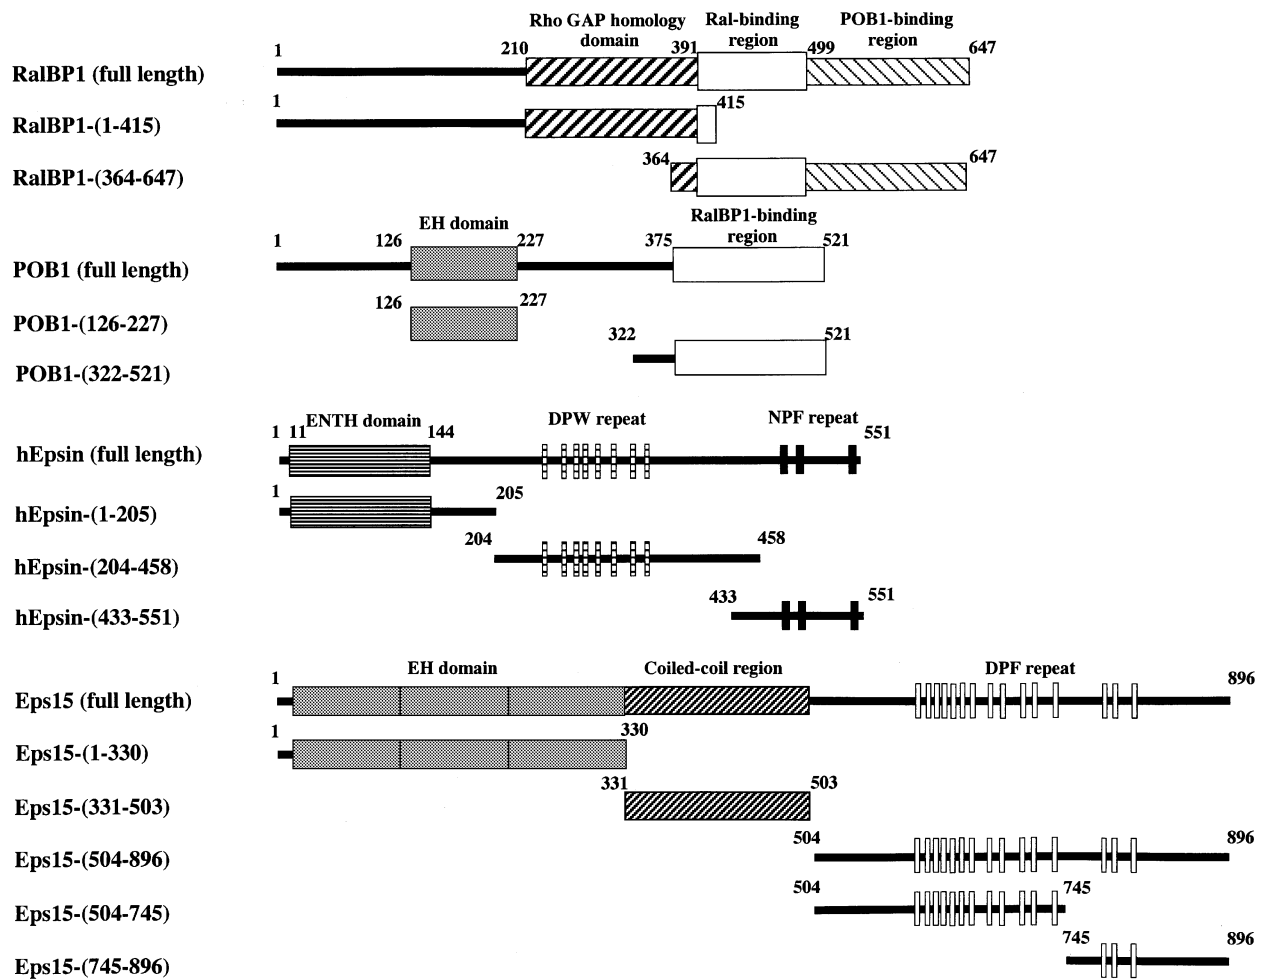 Rho GAP homology domain
Ral-binding region
POB1-binding region
1 210 391 499 647
RalBP1 (full length)
1 415
RalBP1-(1-415)
364 647
RalBP1-(364-647)
EH domain
RalBP1-binding region
1 126 227 375 521
POB1 (full length)
126 227
POB1-(126-227)
322 521
POB1-(322-521)
ENTH domain
DPW repeat
NPF repeat
1 11 144 551
hEpsin (full length)
1 205
hEpsin-(1-205)
204 458
hEpsin-(204-458)
433 551
hEpsin-(433-551)
EH domain
Coiled-coil region
DPF repeat
1 896
Eps15 (full length)
1 330
Eps15-(1-330)
331 503
Eps15-(331-503)
504 896
Eps15-(504-896)
504 745
Eps15-(504-745)
745 896
Eps15-(745-896)